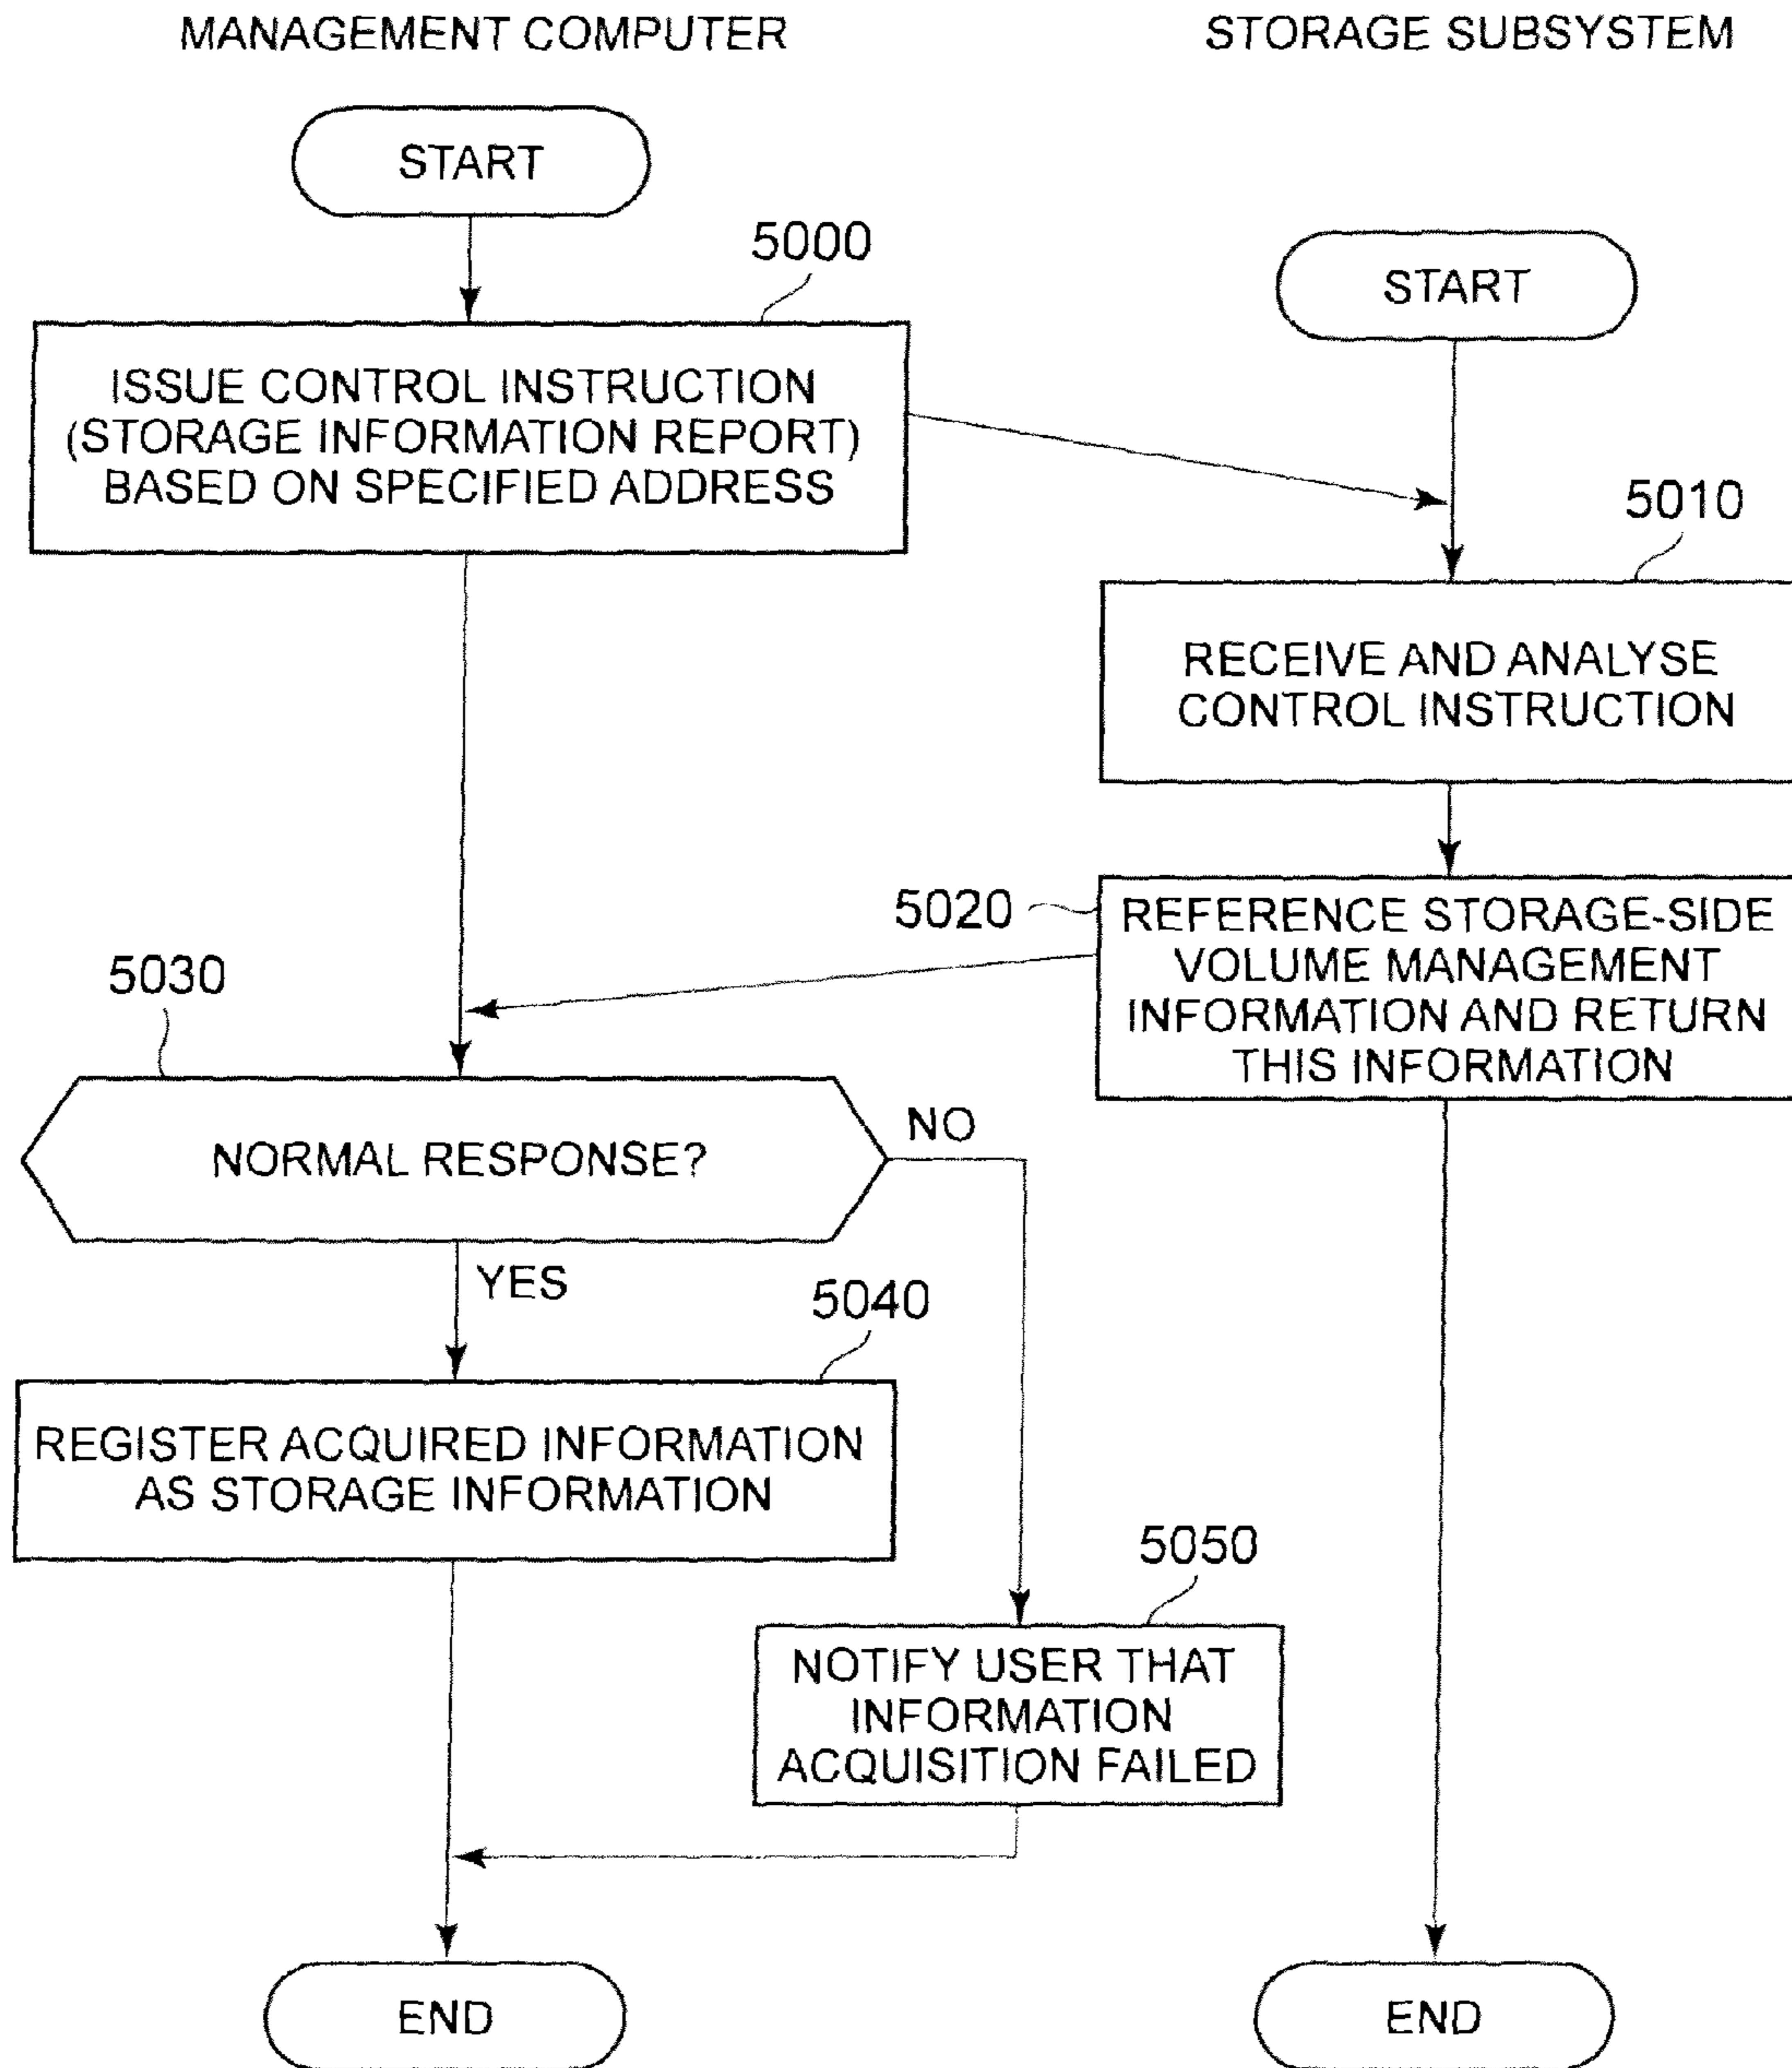 MANAGEMENT COMPUTER
STORAGE SUBSYSTEM
START
5000
START
ISSUE CONTROL INSTRUCTION
(STORAGE INFORMATION REPORT)
BASED ON SPECIFIED ADDRESS
5010
RECEIVE AND ANALYSE
CONTROL INSTRUCTION
5020
REFERENCE STORAGE-SIDE
VOLUME MANAGEMENT
INFORMATION AND RETURN
THIS INFORMATION
5030
NORMAL RESPONSE?
NO
YES
5040
REGISTER ACQUIRED INFORMATION
AS STORAGE INFORMATION
5050
NOTIFY USER THAT
INFORMATION
ACQUISITION FAILED
END
END